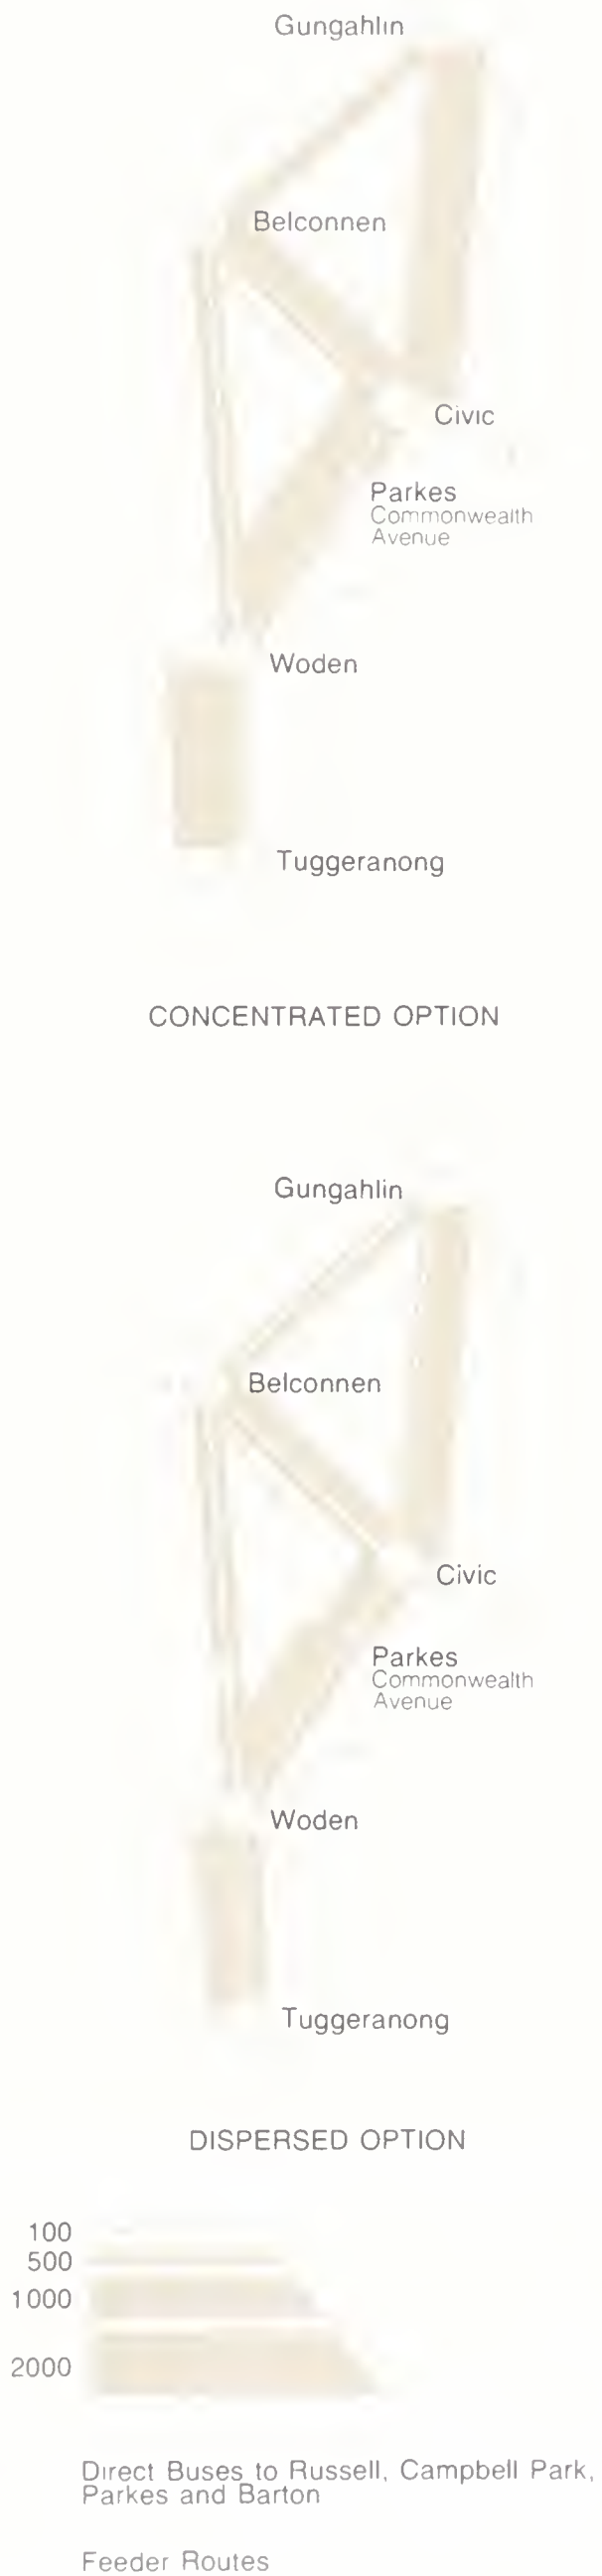 Gungahlin
Belconnen
Civic
Parkes
Commonwealth
Avenue
Woden
Tuggeranong
CONCENTRATED OPTION
Gungahlin
Belconnen
Civic
Parkes
Commonwealth
Avenue
Woden
Tuggeranong
DISPERSED OPTION
100
500
1000
2000
Direct Buses to Russell, Campbell Park,
Parkes and Barton
Feeder Routes